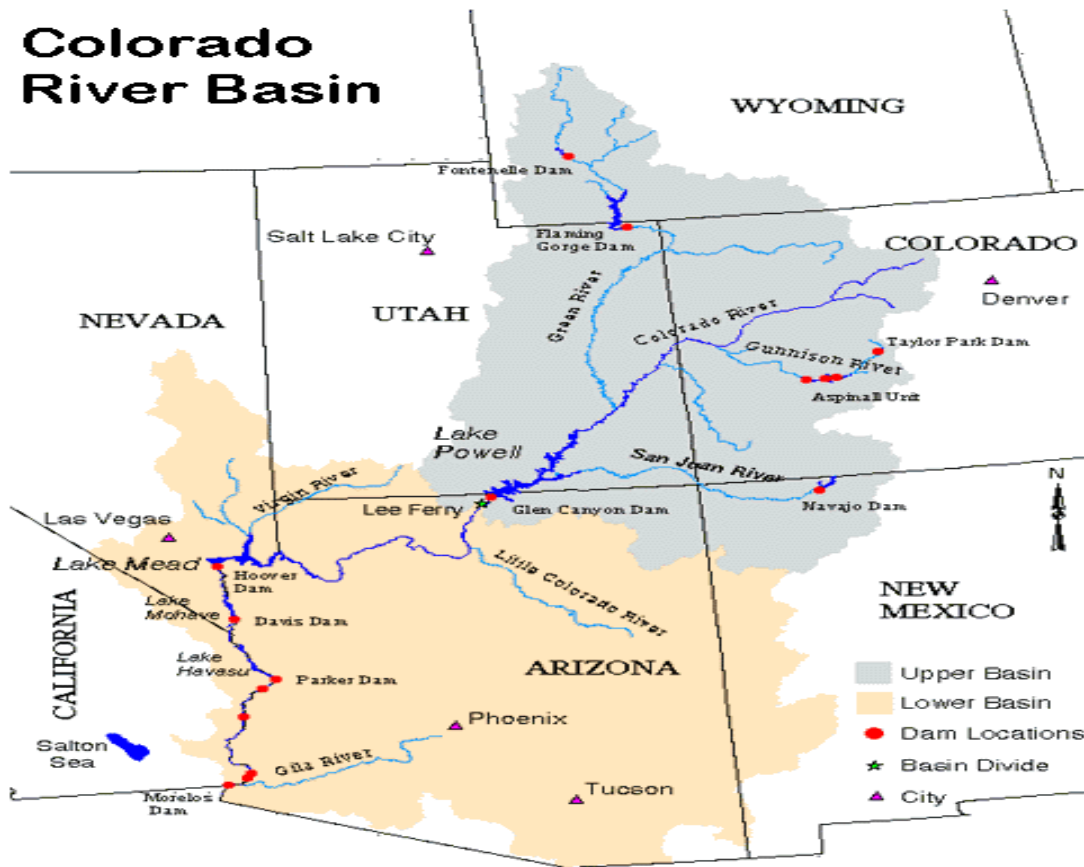 Colorado
River Basin
WYOMING
Fontenelle Dam
Salt Lake City
Flaming
Gorge Dam
COLORADO
Denver
NEVADA
UTAH
Green River
Colorado River
Gunnison River
Taylor Park Dam
Aspinall Unit
Lake
Powell
San Juan River
Virgin River
Lee Ferry
Glen Canyon Dam
Navajo Dam
N
Las Vegas
Lake Mead
Hoover
Dam
Little Colorado River
Lake
Mohave
Davis Dam
NEW
MEXICO
CALIFORNIA
Lake
Havasu
Parker Dam
ARIZONA
Upper Basin
Lower Basin
Phoenix
Salton
Sea
Gila River
Dam Locations
Basin Divide
Morelos
Dam
Tucson
City